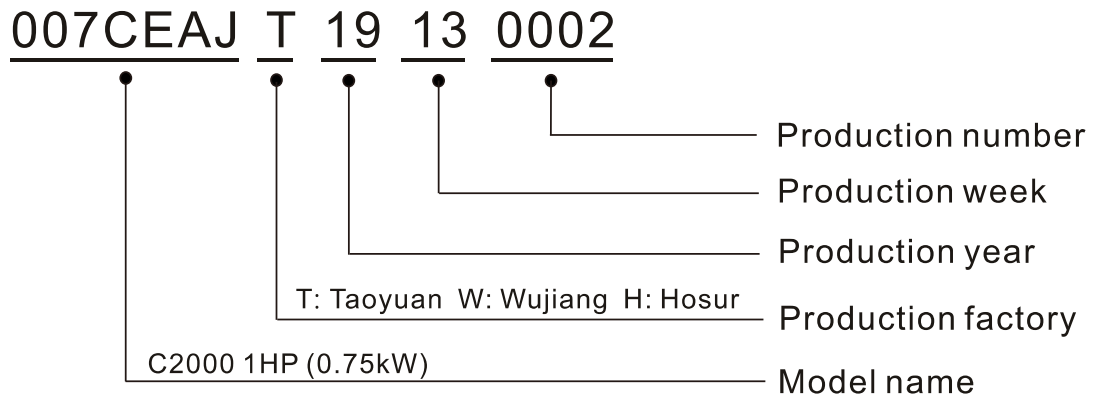 007CEAJ T 19 13 0002
Production number
Production week
Production year
T: Taoyuan W: Wujiang H: Hosur
Production factory
C2000 1HP (0.75kW)
Model name